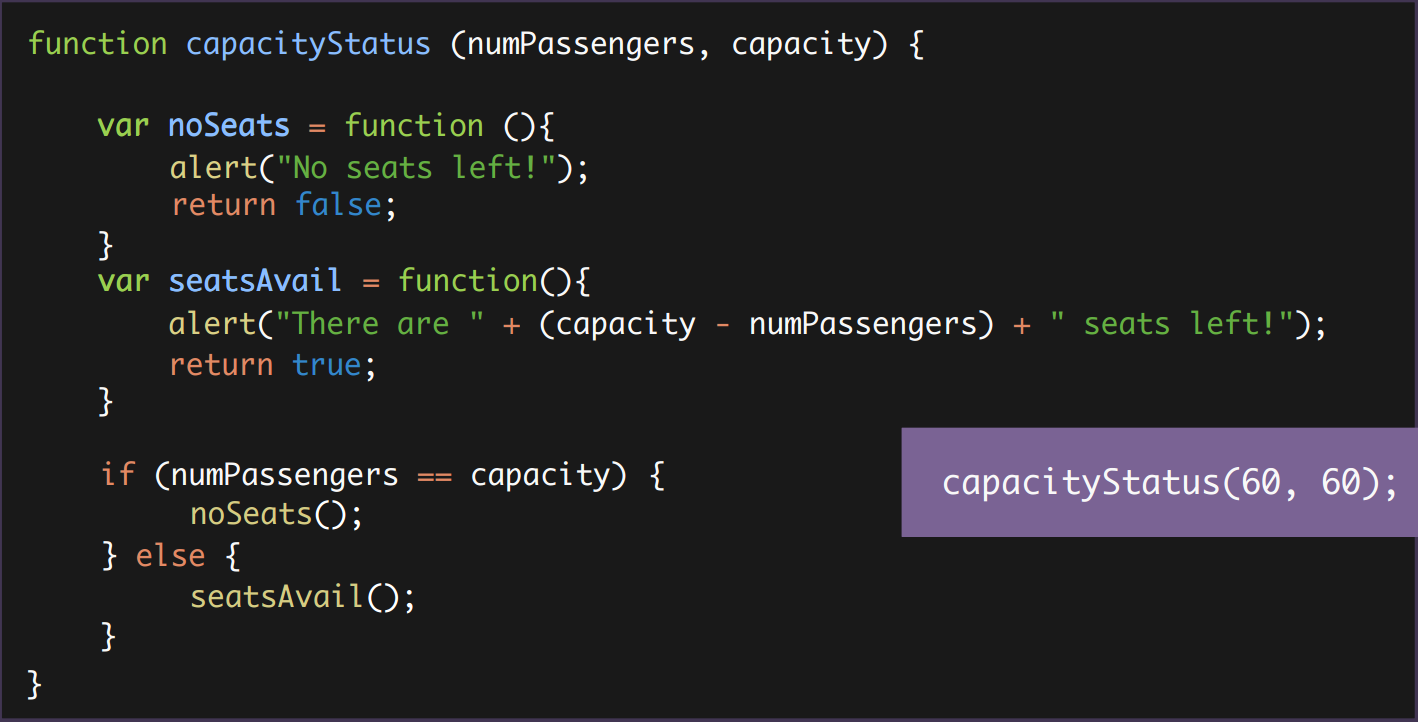 function capacityStatus (numPassengers, capacity) {
var noSeats = function (){
alert("No seats left!");
return false;
}
var seatsAvail = function(){
alert("There are " + (capacity - numPassengers) + " seats left!");
return true;
}
if (numPassengers == capacity) {
noSeats();
} else {
seatsAvail();
}
}
capacityStatus(60, 60);